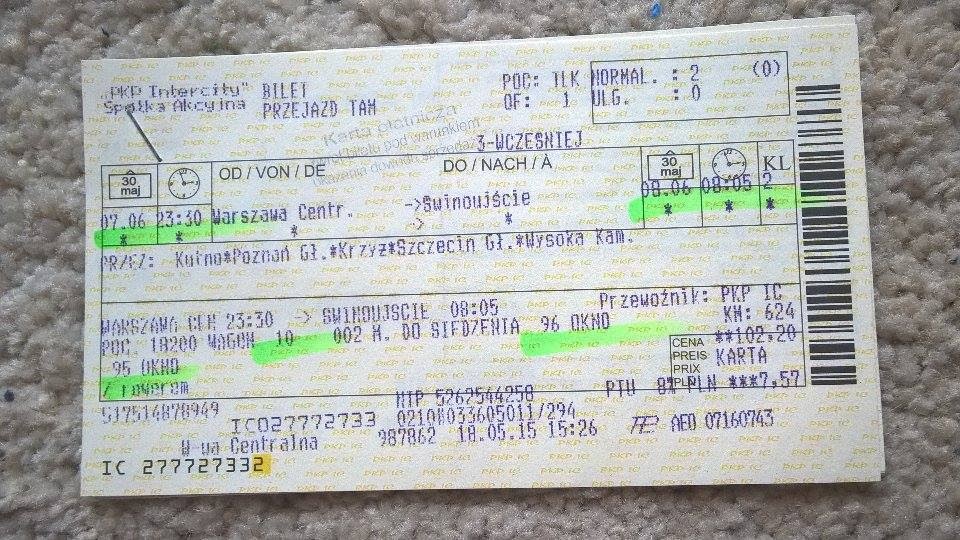 „PKP Intercity" BILET POC: TLK NORMAL. : 2 (0)
Spółka Akcyjna PRZEJAZD TAM OF: 1 ULG. : 0
Karta płatnicza
3-WCZEŚNIEJ
30 maj OD / VON / DE DO / NACH / À 30 maj KL
07.06 23:30 Warszawa Centr. ->Świnoujście 08.06 08:05 2
* * * -> * * * *
PRZEZ: Kutno*Poznań Gł.*Krzyż*Szczecin Gł.*Wysoka Kam.
WARSZAWA CEN 23:30 -> ŚWINOUJŚCIE 08:05 Przewoźnik: PKP IC
POC 18200 WAGON 10 002 M. DO SIEDZENIA 96 OKNO KM: 624
95 OKNO CENA **102,20
PREIS KARTA
PRIX
/ rowerem PTU 8% PLN ***7,57
517514878949 NIP 5262544258
IC027772733 0210M033605011/294
W-wa Centralna 987862 18.05.15 15:26 AEO 07160743
IC 277727332